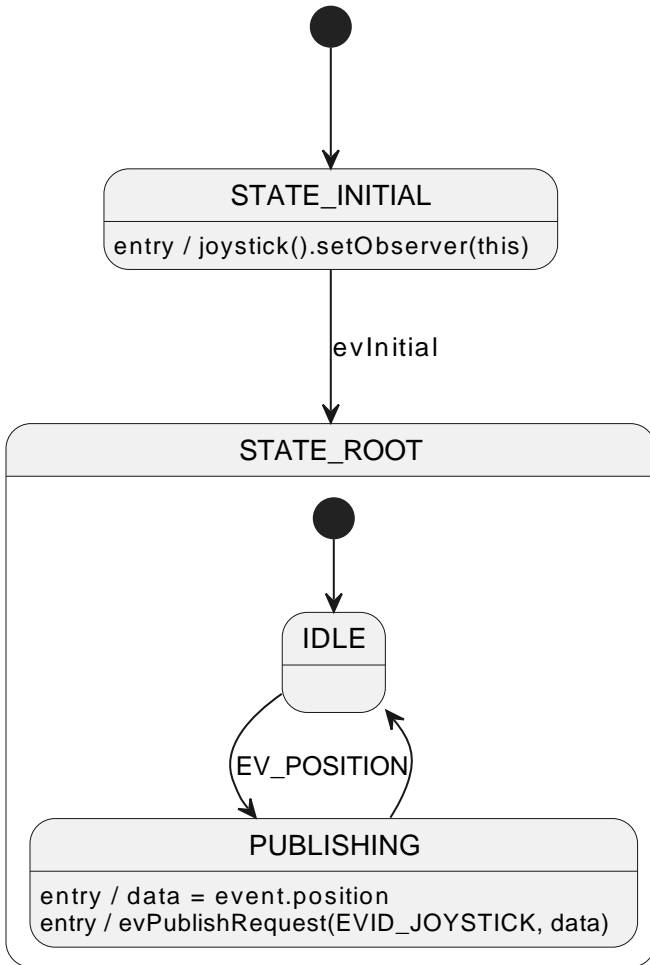 STATE_INITIAL
entry / joystick().setObserver(this)
evInitial
STATE_ROOT
IDLE
EV_POSITION
PUBLISHING
entry / data = event.position
entry / evPublishRequest(EVID_JOYSTICK, data)